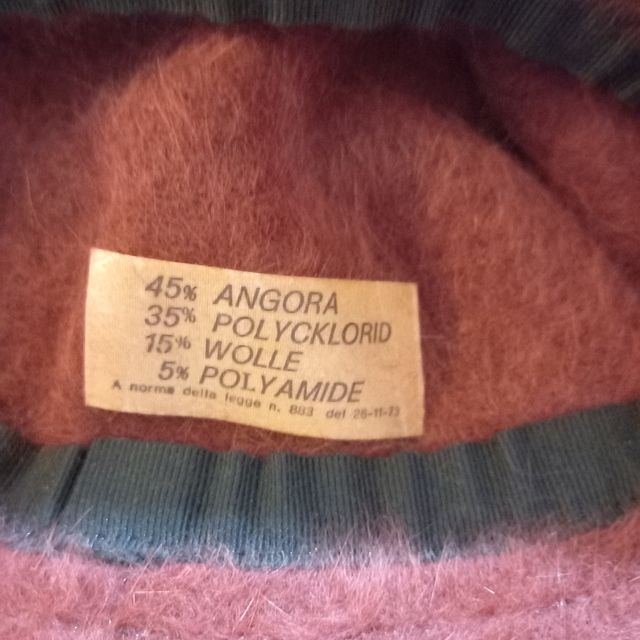 45% ANGORA
35% POLYCKLORID
15% WOLLE
5% POLYAMIDE
A norma della legge n. 883 del 26-11-73